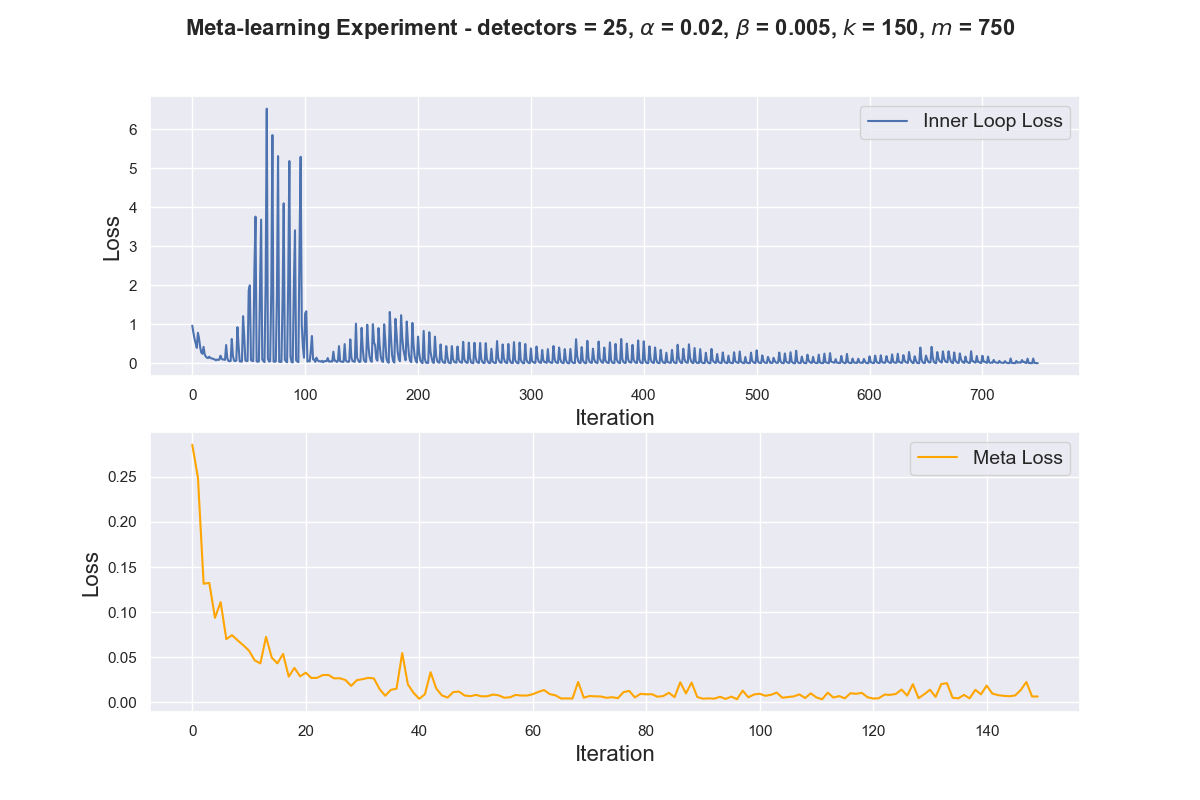 Meta-learning Experiment - detectors = 25, α = 0.02, β = 0.005, k = 150, m = 750
Inner Loop Loss
Loss
6
5
4
3
2
1
0
0 100 200 300 400 500 600 700
Iteration
Meta Loss
Loss
0.25
0.20
0.15
0.10
0.05
0.00
0 20 40 60 80 100 120 140
Iteration